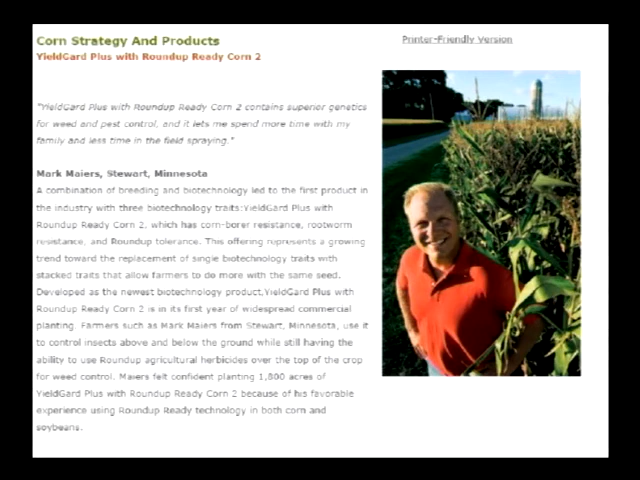 Corn Strategy And Products
Printer-Friendly Version
YieldGard Plus with Roundup Ready Corn 2
"YieldGard Plus with Roundup Ready Corn 2 contains superior genetics
for weed and pest control, and it lets me spend more time with my
family and less time in the field spraying."
Mark Maiers, Stewart, Minnesota
A combination of breeding and biotechnology led to the first product in
the industry with three biotechnology traits:YieldGard Plus with
Roundup Ready Corn 2, which has corn-borer resistance, rootworm
resistance, and Roundup tolerance. This offering represents a growing
trend toward the replacement of single biotechnology traits with
stacked traits that allow farmers to do more with the same seed.
Developed as the newest biotechnology product,YieldGard Plus with
Roundup Ready Corn 2 is in its first year of widespread commercial
planting. Farmers such as Mark Maiers from Stewart, Minnesota, use it
to control insects above and below the ground while still having the
ability to use Roundup agricultural herbicides over the top of the crop
for weed control. Maiers felt confident planting 1,800 acres of
YieldGard Plus with Roundup Ready Corn 2 because of his favorable
experience using Roundup Ready technology in both corn and
soybeans.